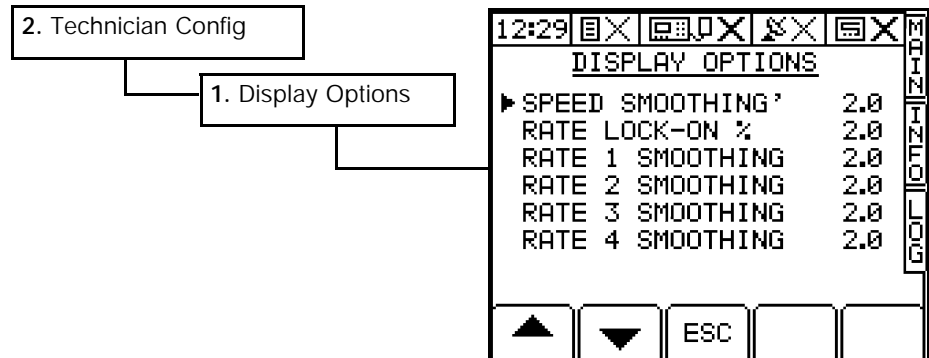 2. Technician Config
1. Display Options
12:29
DISPLAY OPTIONS
SPEED SMOOTHING' 2.0
RATE LOCK-ON % 2.0
RATE 1 SMOOTHING 2.0
RATE 2 SMOOTHING 2.0
RATE 3 SMOOTHING 2.0
RATE 4 SMOOTHING 2.0
MAIN
INFO
LOG
ESC